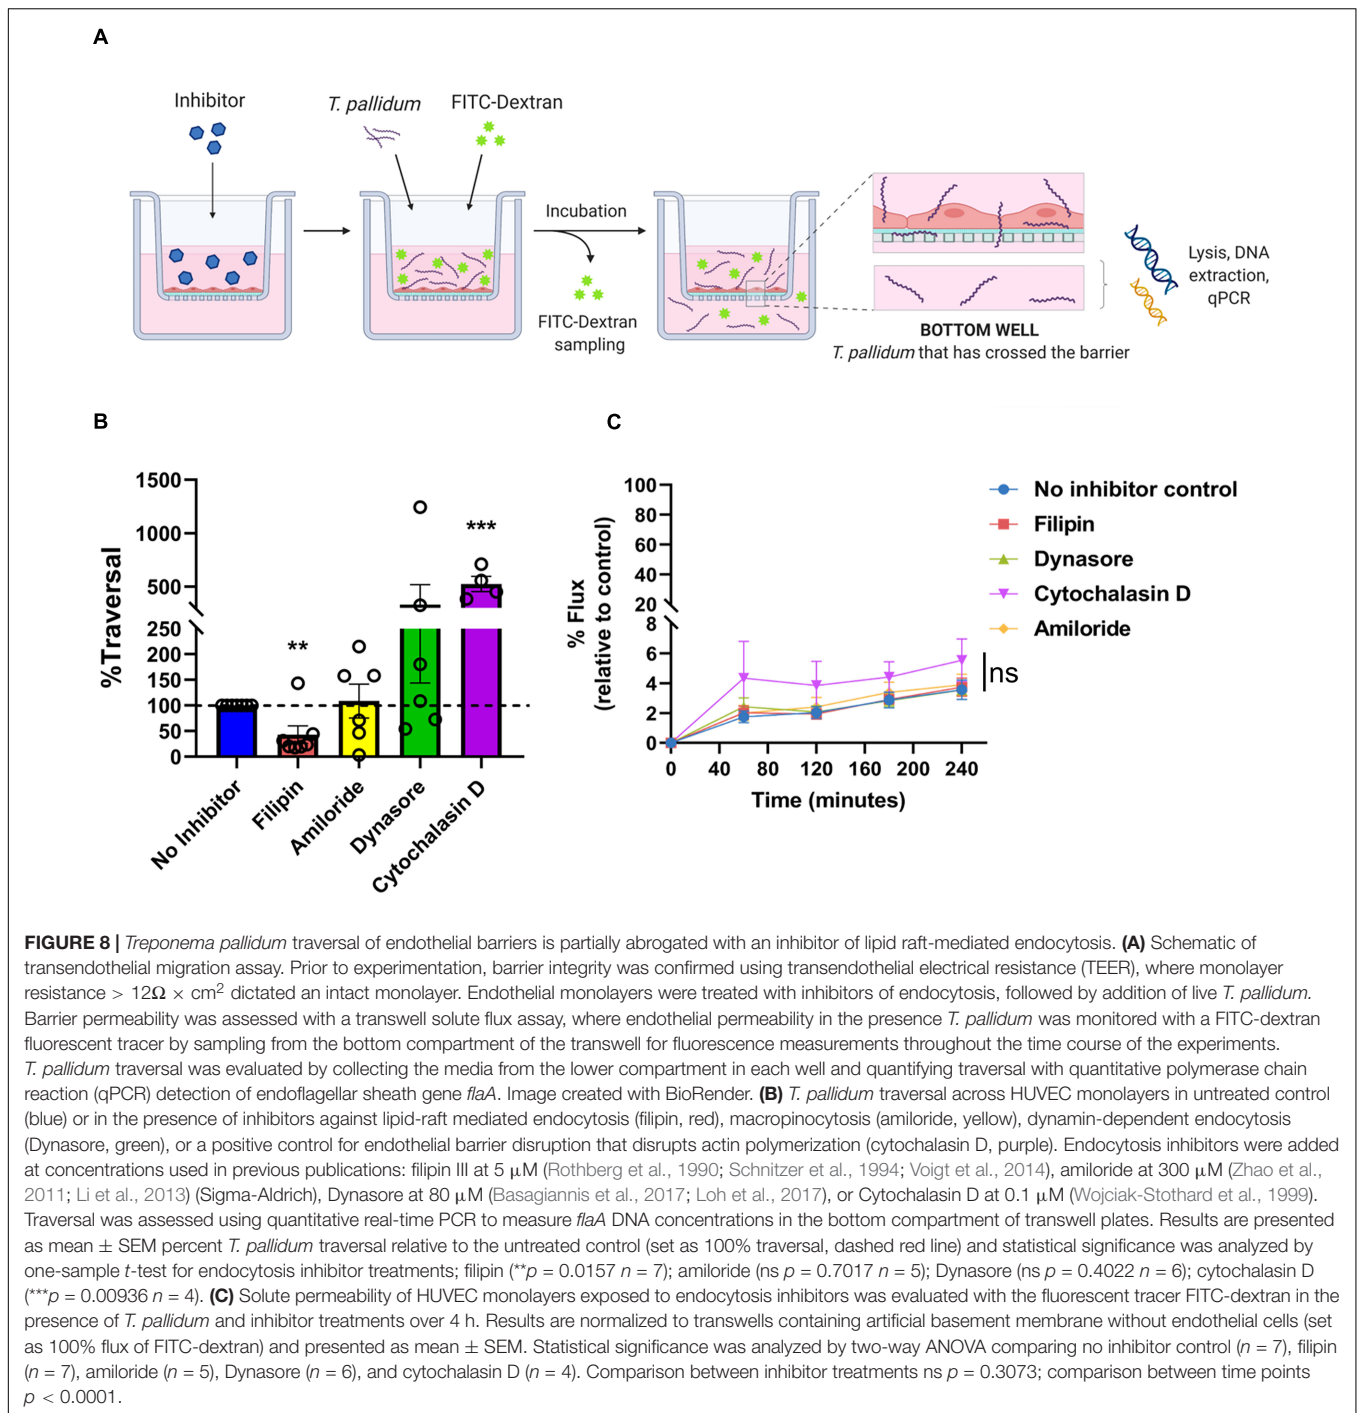 A
Inhibitor
T. pallidum
FITC-Dextran
Incubation
FITC-Dextran
sampling
Lysis, DNA
extraction,
qPCR
BOTTOM WELL
T. pallidum that has crossed the barrier
B
%Traversal
1500
1000
500
250
200
150
100
50
0
**
***
No Inhibitor
Filipin
Amiloride
Dynasore
Cytochalasin D
C
% Flux
(relative to control)
100
80
60
40
20
8
6
4
2
0
0 40 80 120 160 200 240
Time (minutes)
ns
No inhibitor control
Filipin
Dynasore
Cytochalasin D
Amiloride
FIGURE 8 | Treponema pallidum traversal of endothelial barriers is partially abrogated with an inhibitor of lipid raft-mediated endocytosis. (A) Schematic of
transendothelial migration assay. Prior to experimentation, barrier integrity was confirmed using transendothelial electrical resistance (TEER), where monolayer
resistance > 12Ω × cm² dictated an intact monolayer. Endothelial monolayers were treated with inhibitors of endocytosis, followed by addition of live T. pallidum.
Barrier permeability was assessed with a transwell solute flux assay, where endothelial permeability in the presence T. pallidum was monitored with a FITC-dextran
fluorescent tracer by sampling from the bottom compartment of the transwell for fluorescence measurements throughout the time course of the experiments.
T. pallidum traversal was evaluated by collecting the media from the lower compartment in each well and quantifying traversal with quantitative polymerase chain
reaction (qPCR) detection of endoflagellar sheath gene flaA. Image created with BioRender. (B) T. pallidum traversal across HUVEC monolayers in untreated control
(blue) or in the presence of inhibitors against lipid-raft mediated endocytosis (filipin, red), macropinocytosis (amiloride, yellow), dynamin-dependent endocytosis
(Dynasore, green), or a positive control for endothelial barrier disruption that disrupts actin polymerization (cytochalasin D, purple). Endocytosis inhibitors were added
at concentrations used in previous publications: filipin III at 5 μM (Rothberg et al., 1990; Schnitzer et al., 1994; Voigt et al., 2014), amiloride at 300 μM (Zhao et al.,
2011; Li et al., 2013) (Sigma-Aldrich), Dynasore at 80 μM (Basagiannis et al., 2017; Loh et al., 2017), or Cytochalasin D at 0.1 μM (Wojciak-Stothard et al., 1999).
Traversal was assessed using quantitative real-time PCR to measure flaA DNA concentrations in the bottom compartment of transwell plates. Results are presented
as mean ± SEM percent T. pallidum traversal relative to the untreated control (set as 100% traversal, dashed red line) and statistical significance was analyzed by
one-sample t-test for endocytosis inhibitor treatments; filipin (**p = 0.0157 n = 7); amiloride (ns p = 0.7017 n = 5); Dynasore (ns p = 0.4022 n = 6); cytochalasin D
(***p = 0.00936 n = 4). (C) Solute permeability of HUVEC monolayers exposed to endocytosis inhibitors was evaluated with the fluorescent tracer FITC-dextran in the
presence of T. pallidum and inhibitor treatments over 4 h. Results are normalized to transwells containing artificial basement membrane without endothelial cells (set
as 100% flux of FITC-dextran) and presented as mean ± SEM. Statistical significance was analyzed by two-way ANOVA comparing no inhibitor control (n = 7), filipin
(n = 7), amiloride (n = 5), Dynasore (n = 6), and cytochalasin D (n = 4). Comparison between inhibitor treatments ns p = 0.3073; comparison between time points
p < 0.0001.